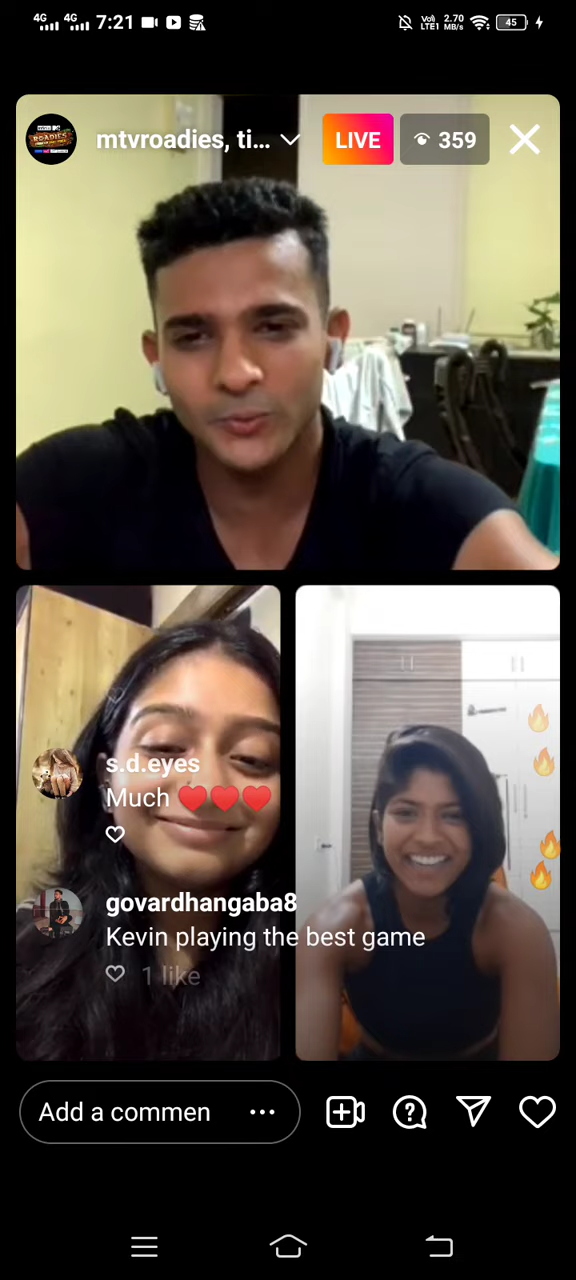 4G 4G 7:21 Vo) LTE1 2.70 MB/s 45
ROADIES
mtvroadies, ti... LIVE 359
s.d.eyes
Much ❤️❤️❤️
govardhangaba8
Kevin playing the best game
1 like
Add a commen